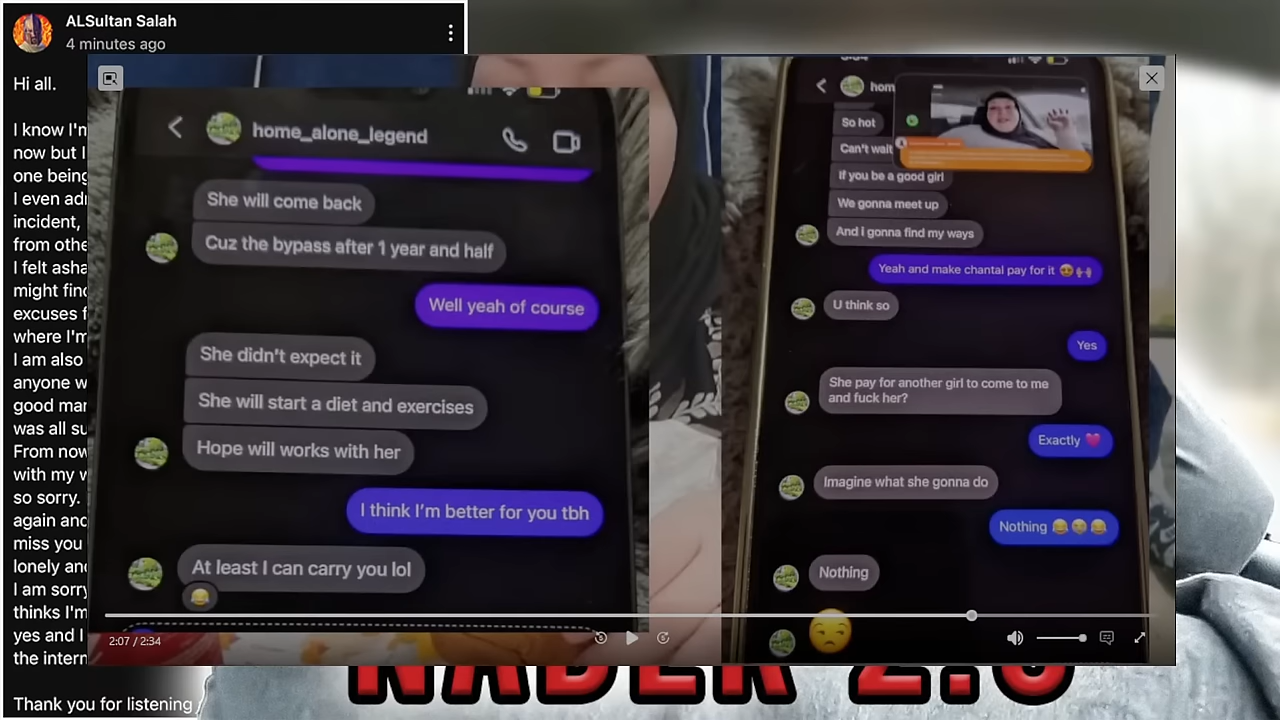 ALSultan Salah
4 minutes ago
Hi all.
I know I'm
now but I
one being
I even adr
incident,
from othe
I felt asha
might find
excuses f
where I'm
I am also
anyone w
good mar
was all su
From now
with my w
so sorry.
again and
miss you
lonely and
I am sorry
thinks I'm
yes and I
the intern
Thank you for listening
home_alone_legend
She will come back
Cuz the bypass after 1 year and half
Well yeah of course
She didn't expect it
She will start a diet and exercises
Hope will works with her
I think I'm better for you tbh
At least I can carry you lol
2:07 / 2:34
hom
So hot
Can't wait
If you be a good girl
We gonna meet up
And i gonna find my ways
Yeah and make chantal pay for it
U think so
Yes
She pay for another girl to come to me
and fuck her?
Exactly
Imagine what she gonna do
Nothing
Nothing
NADER 2.0